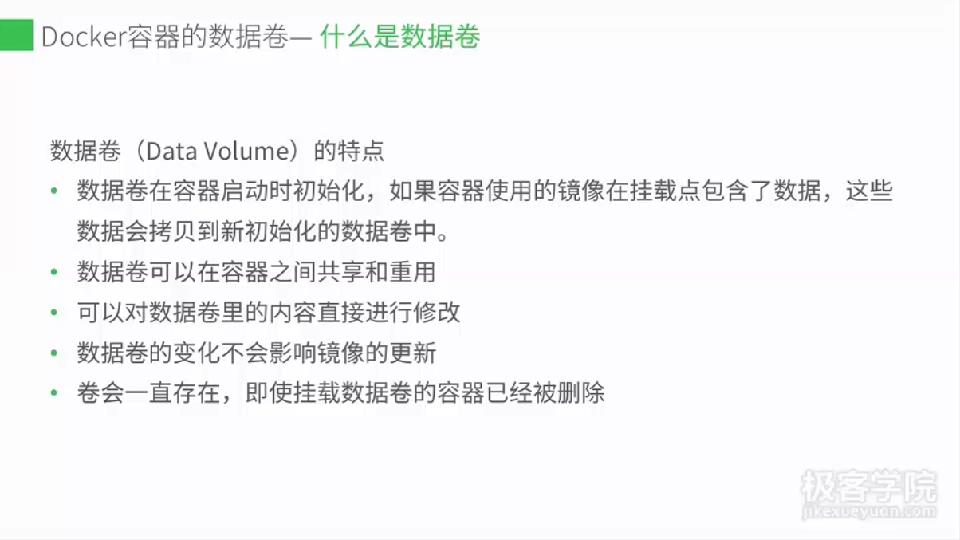 Docker容器的数据卷— 什么是数据卷
数据卷（Data Volume）的特点
• 数据卷在容器启动时初始化，如果容器使用的镜像在挂载点包含了数据，这些
数据会拷贝到新初始化的数据卷中。
• 数据卷可以在容器之间共享和重用
• 可以对数据卷里的内容直接进行修改
• 数据卷的变化不会影响镜像的更新
• 卷会一直存在，即使挂载数据卷的容器已经被删除
极客学院
jikexueyuan.com